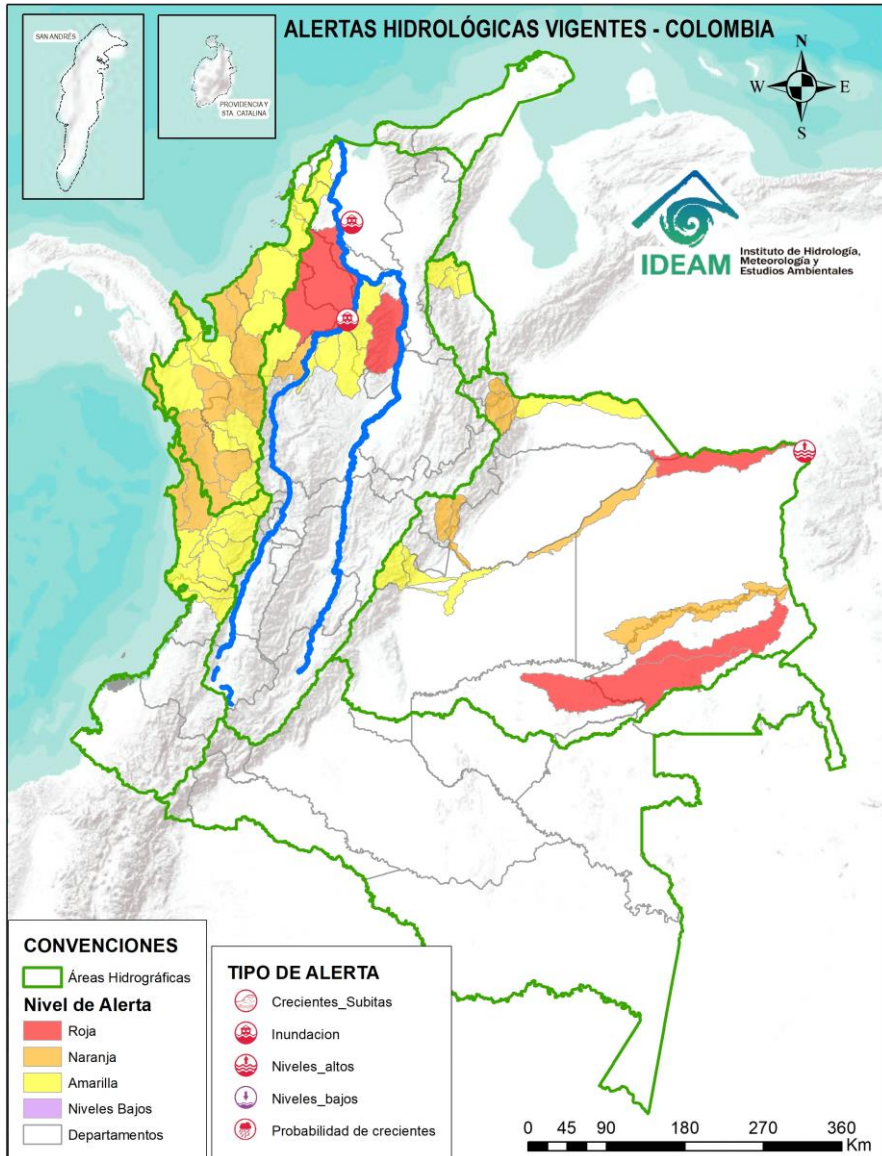 ALERTAS HIDROLÓGICAS VIGENTES - COLOMBIA
SAN ANDRÉS
PROVIDENCIA Y
STA. CATALINA
N
W
E
S
IDEAM
Instituto de Hidrología,
Meteorología y
Estudios Ambientales
CONVENCIONES
Áreas Hidrográficas
Nivel de Alerta
Roja
Naranja
Amarilla
Niveles Bajos
Departamentos
TIPO DE ALERTA
Crecientes_Subitas
Inundacion
Niveles_altos
Niveles_bajos
Probabilidad de crecientes
0 45 90 180 270 360
Km